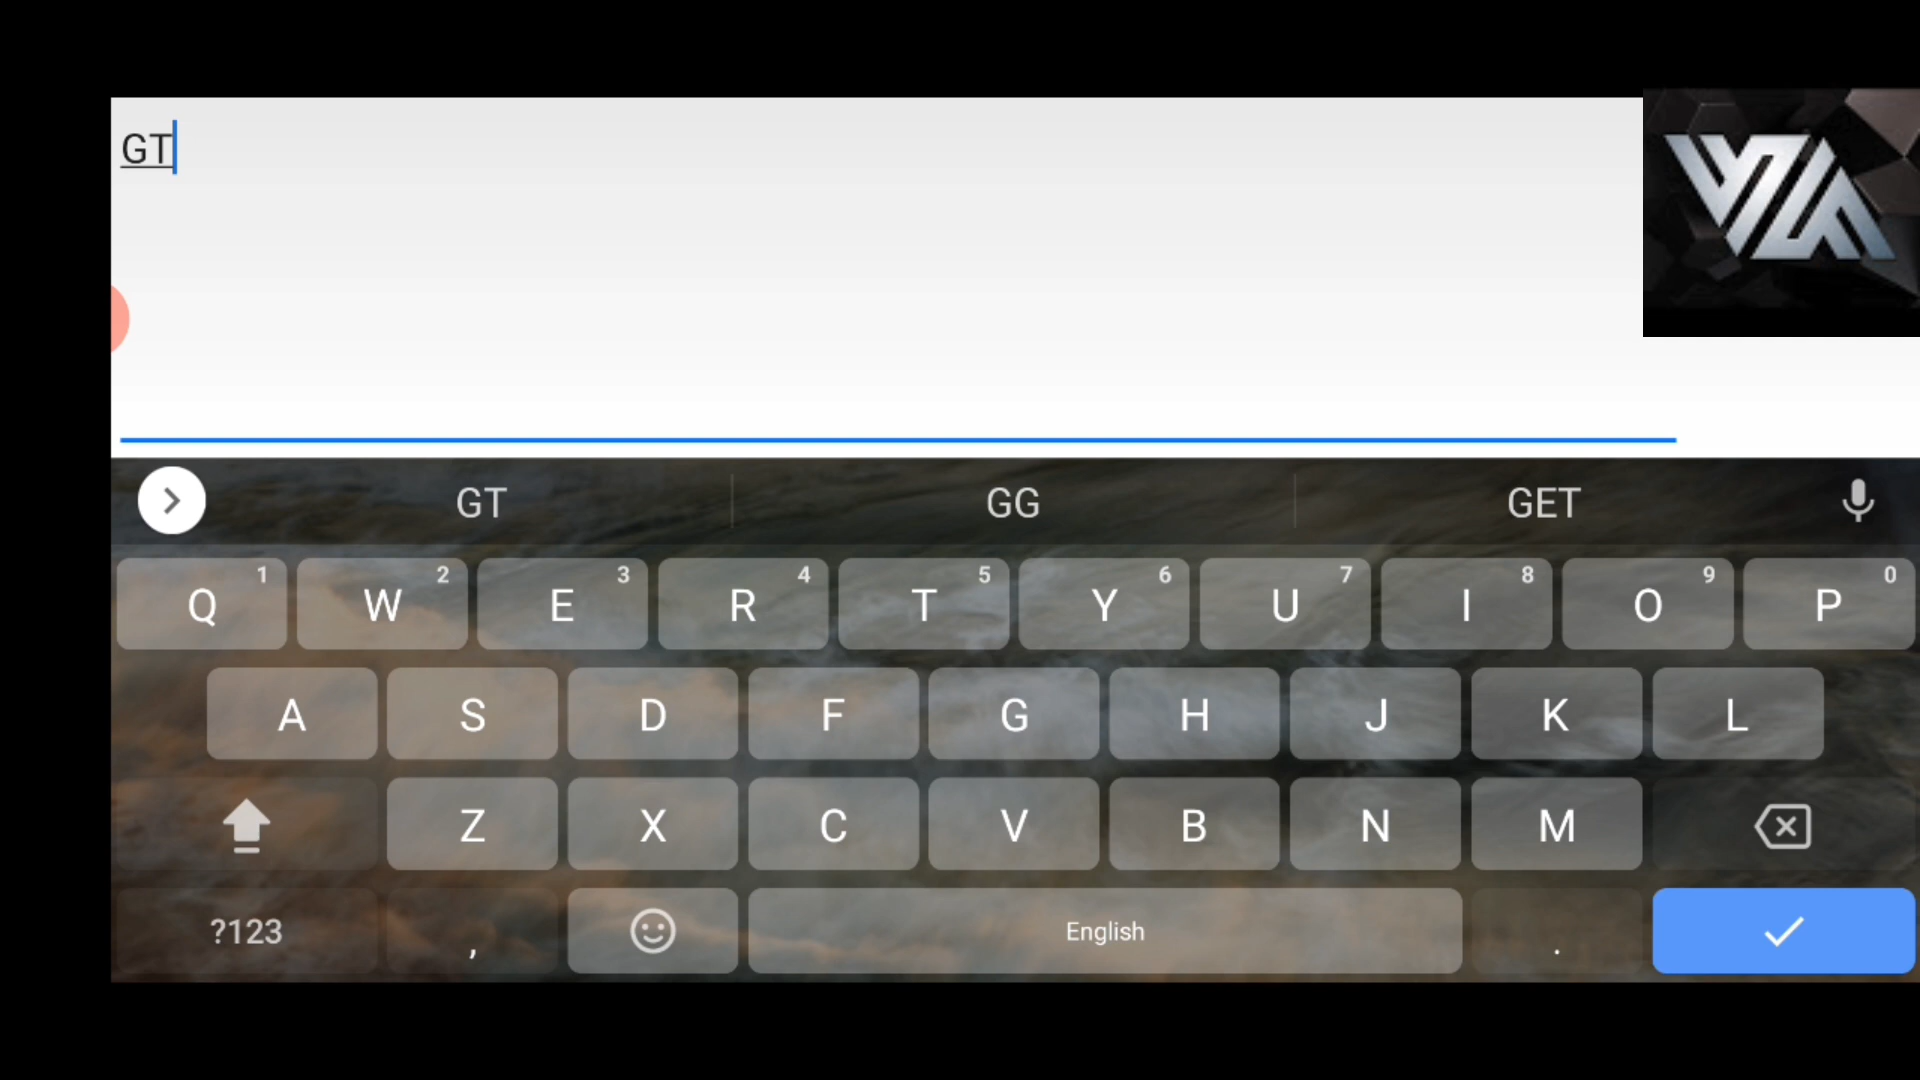 GT
GT GG GET
Q 1 W 2 E 3 R 4 T 5 Y 6 U 7 I 8 O 9 P 0
A S D F G H J K L
Z X C V B N M
?123 , English .